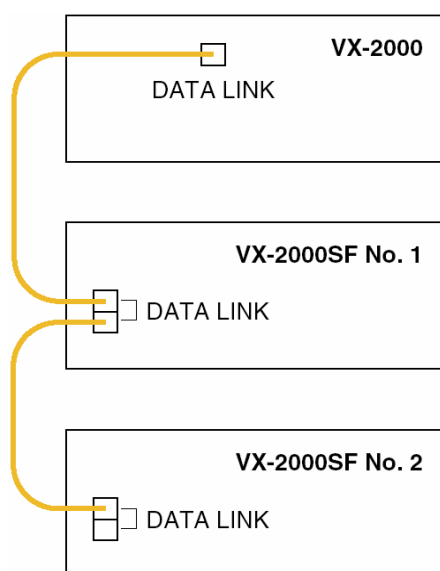 VX-2000
DATA LINK
VX-2000SF No. 1
DATA LINK
VX-2000SF No. 2
DATA LINK